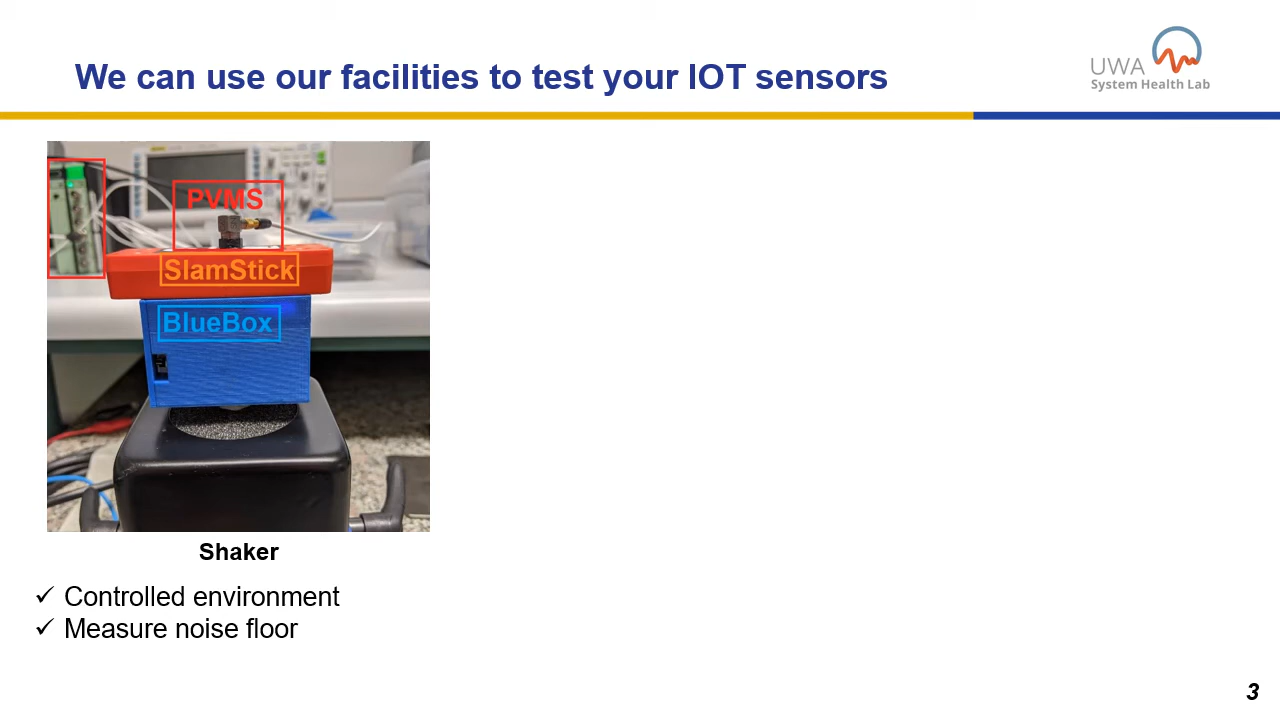 We can use our facilities to test your IOT sensors
UWA
System Health Lab
PVMS
SlamStick
BlueBox
Shaker
✓ Controlled environment
✓ Measure noise floor
3